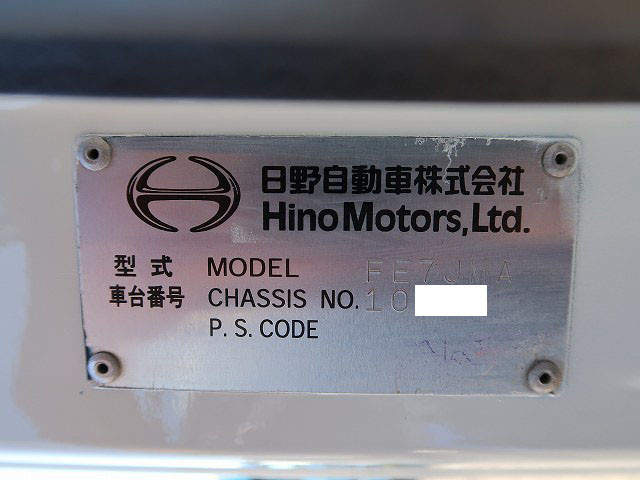 日野自動車株式会社
Hino Motors, Ltd.
型式 MODEL FE7JWA
車台番号 CHASSIS NO. 10
P. S. CODE